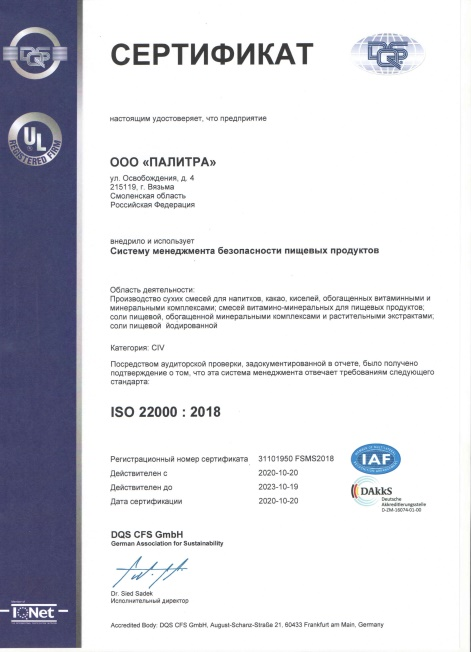 DQS
СЕРТИФИКАТ
DQS
UL
REGISTERED FIRM
настоящим удостоверяет, что предприятие
ООО «ПАЛИТРА»
ул. Освобождения, д. 4
215119, г. Вязьма
Смоленская область
Российская Федерация
внедрило и использует
Систему менеджмента безопасности пищевых продуктов
Область деятельности:
Производство сухих смесей для напитков, какао, киселей, обогащенных витаминными и
минеральными комплексами; смесей витамино-минеральных для пищевых продуктов;
соли пищевой, обогащенной минеральными комплексами и растительными экстрактами;
соли пищевой йодированной
Категория: CIV
Посредством аудиторской проверки, задокументированной в отчете, было получено
подтверждение о том, что эта система менеджмента отвечает требованиям следующего
стандарта:
ISO 22000 : 2018
Регистрационный номер сертификата 31101950 FSMS2018
Действителен с 2020-10-20
Действителен до 2023-10-19
Дата сертификации 2020-10-20
IAF
DAkkS
Deutsche
Akkreditierungsstelle
D-ZM-16074-01-00
DQS CFS GmbH
German Association for Sustainability
Dr. Sied Sadek
Исполнительный директор
IQNet
Accredited Body: DQS CFS GmbH, August-Schanz-Straße 21, 60433 Frankfurt am Main, Germany